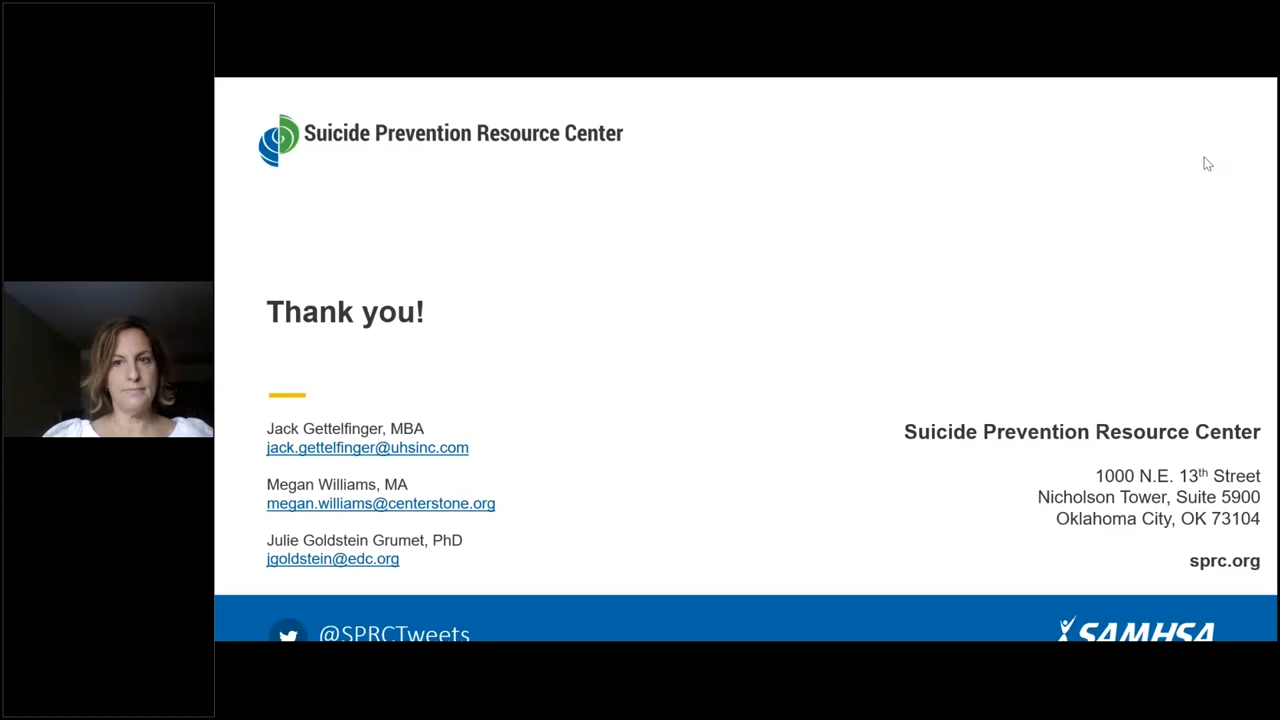 Suicide Prevention Resource Center
Thank you!
Jack Gettelfinger, MBA
jack.gettelfinger@uhsinc.com
Megan Williams, MA
megan.williams@centerstone.org
Julie Goldstein Grumet, PhD
jgoldstein@edc.org
Suicide Prevention Resource Center
1000 N.E. 13th Street
Nicholson Tower, Suite 5900
Oklahoma City, OK 73104
sprc.org
@SPRCTweets
SAMHSA